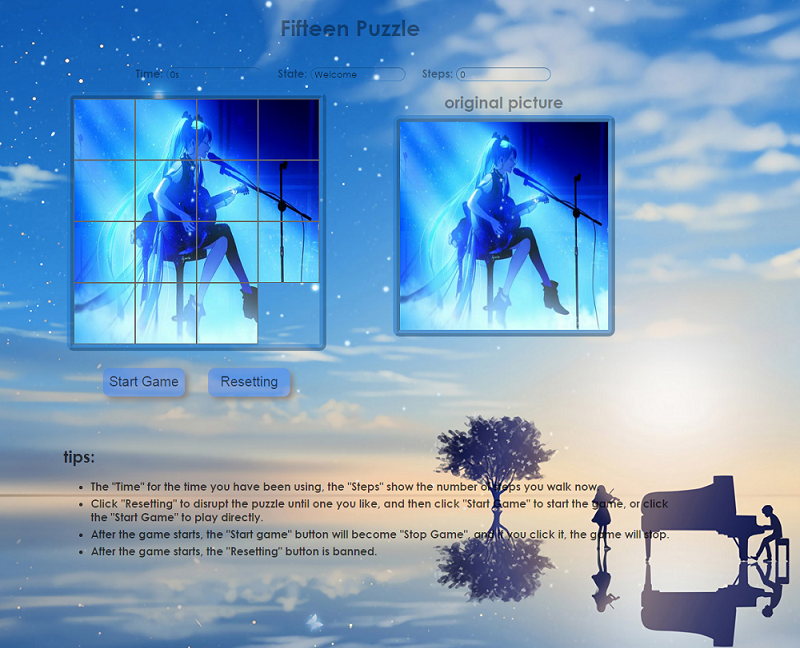 Fifteen Puzzle
Time: 0s State: Welcome Steps: 0
original picture
Start Game Resetting
tips:
The "Time" for the time you have been using, the "Steps" show the number of steps you walk now.
Click "Resetting" to disrupt the puzzle until one you like, and then click "Start Game" to start the game, or click
the "Start Game" to play directly.
After the game starts, the "Start game" button will become "Stop Game", and if you click it, the game will stop.
After the game starts, the "Resetting" button is banned.